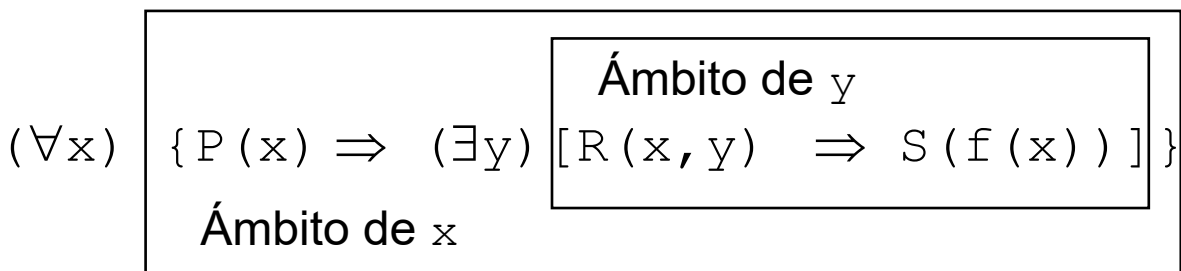 Ámbito de y
(∀x) {P(x) ⇒ (∃y)[R(x,y) ⇒ S(f(x))]}
Ámbito de x